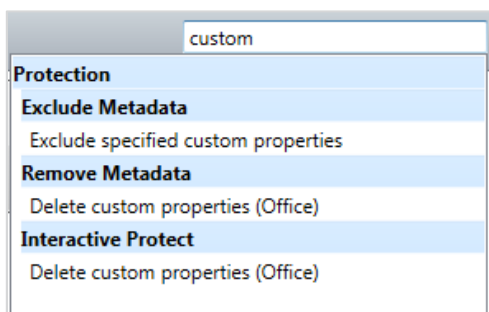 custom
Protection
Exclude Metadata
Exclude specified custom properties
Remove Metadata
Delete custom properties (Office)
Interactive Protect
Delete custom properties (Office)